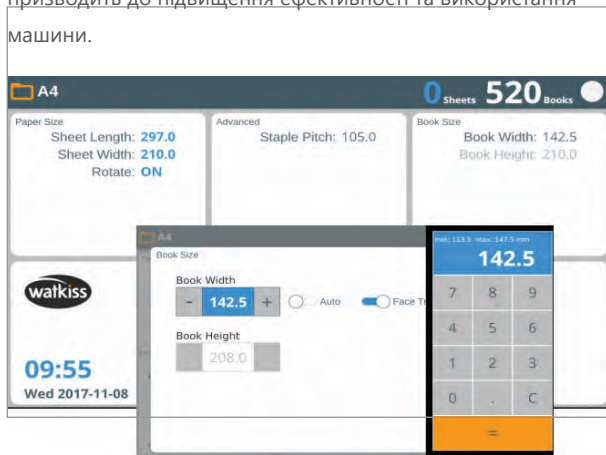 призводить до підвищення ефективності та використання
машини.
A4
0 Sheets 520 Books
Paper Size
Sheet Length: 297.0
Sheet Width: 210.0
Rotate: ON
Advanced
Staple Pitch: 105.0
Book Size
Book Width: 142.5
Book Height: 210.0
A4
Book Size
Book Width
- 142.5 + Auto Face
Book Height
208.0
min: 113.5 max: 147.5 mm
142.5
7 8 9
4 5 6
1 2 3
0 . C
=
watkiss
09:55
Wed 2017-11-08